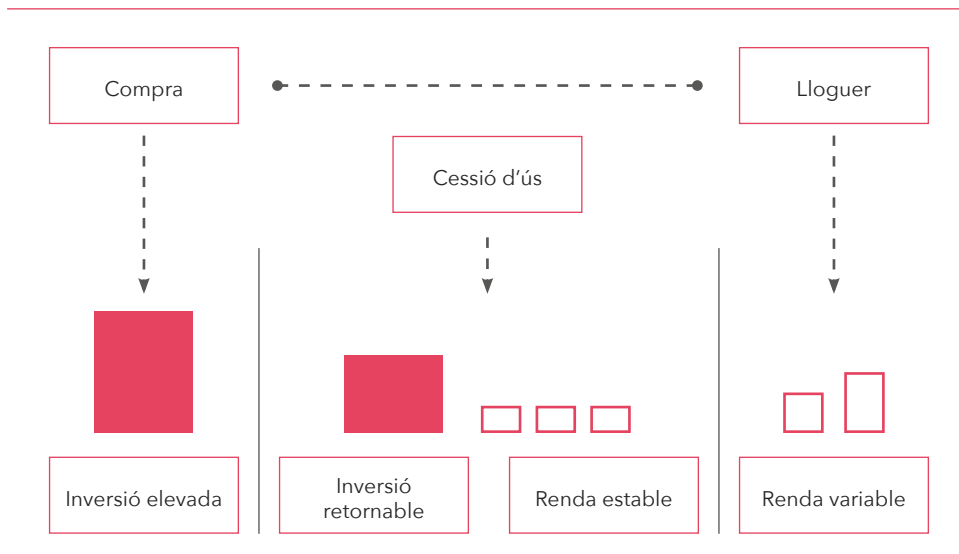 Compra
Lloguer
Cessió d'ús
Inversió elevada
Inversió
retornable
Renda estable
Renda variable